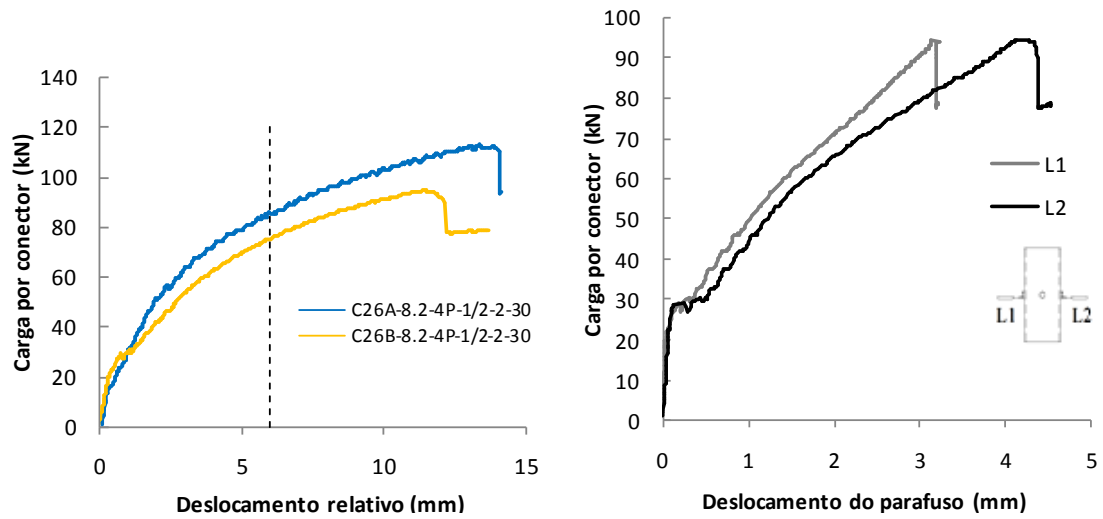 Carga por conector (kN)
140
120
100
80
60
40
20
0
0 5 10 15
Deslocamento relativo (mm)
C26A-8.2-4P-1/2-2-30
C26B-8.2-4P-1/2-2-30
Carga por conector (kN)
100
90
80
70
60
50
40
30
20
10
0
0 1 2 3 4 5
Deslocamento do parafuso (mm)
L1
L2
L1 L2